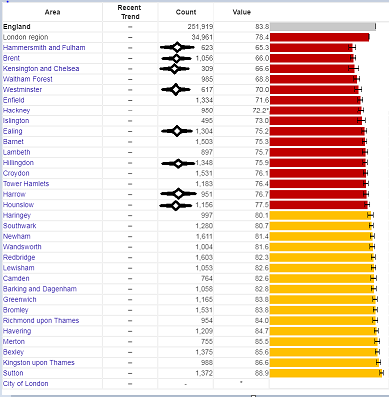 Area Recent Trend Count Value
England – 251,919 83.8
London region – 34,961 78.4
Hammersmith and Fulham – 623 65.3
Brent – 1,056 66.0
Kensington and Chelsea – 309 66.6
Waltham Forest – 985 68.8
Westminster – 617 70.0
Enfield – 1,334 71.6
Hackney – 950 72.2*
Islington – 495 73.0
Ealing – 1,304 75.2
Barnet – 1,503 75.3
Lambeth – 897 75.7
Hillingdon – 1,348 75.9
Croydon – 1,531 76.1
Tower Hamlets – 1,183 76.4
Harrow – 951 76.7
Hounslow – 1,156 77.5
Haringey – 997 80.1
Southwark – 1,280 80.7
Newham – 1,611 81.4
Wandsworth – 1,004 81.6
Redbridge – 1,603 82.3
Lewisham – 1,053 82.6
Camden – 764 82.6
Barking and Dagenham – 1,058 82.8
Greenwich – 1,165 83.8
Bromley – 1,531 83.8
Richmond upon Thames – 954 84.0
Havering – 1,209 84.7
Merton – 755 85.5
Bexley – 1,375 85.6
Kingston upon Thames – 988 86.6
Sutton – 1,372 88.9
City of London – - *